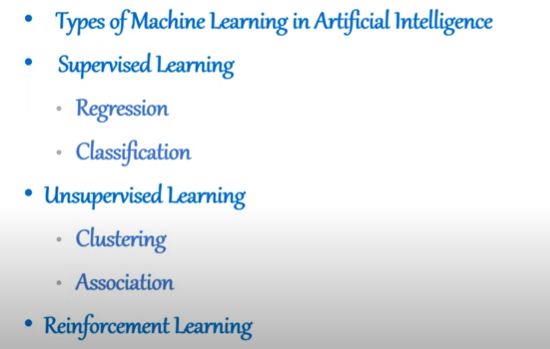 • Types of Machine Learning in Artificial Intelligence
• Supervised Learning
• Regression
• Classification
• Unsupervised Learning
• Clustering
• Association
• Reinforcement Learning